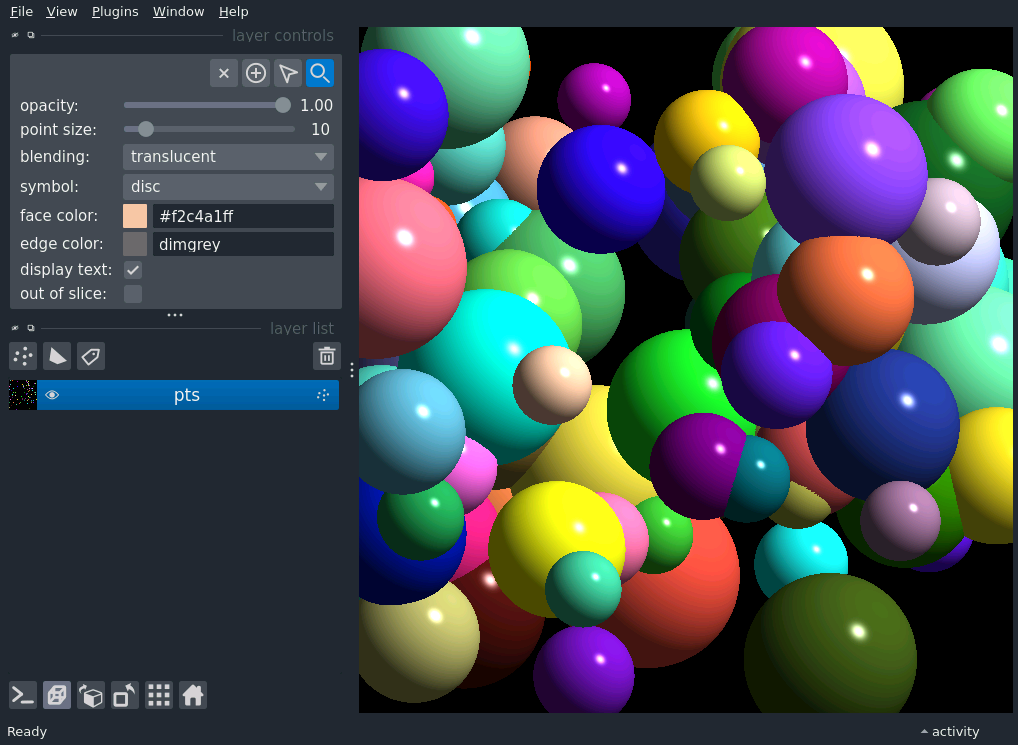 File View Plugins Window Help
layer controls
opacity: 1.00
point size: 10
blending: translucent
symbol: disc
face color: #f2c4a1ff
edge color: dimgrey
display text:
out of slice:
layer list
pts
Ready activity